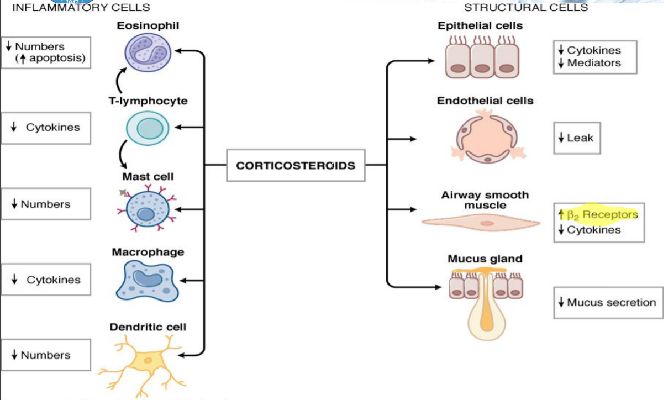 INFLAMMATORY CELLS
STRUCTURAL CELLS
Eosinophil
↓ Numbers
(↑ apoptosis)
T-lymphocyte
↓ Cytokines
Mast cell
↓ Numbers
Macrophage
↓ Cytokines
Dendritic cell
↓ Numbers
CORTICOSTEROIDS
Epithelial cells
↓ Cytokines
↓ Mediators
Endothelial cells
↓ Leak
Airway smooth
muscle
↑ β₂ Receptors
↓ Cytokines
Mucus gland
↓ Mucus secretion